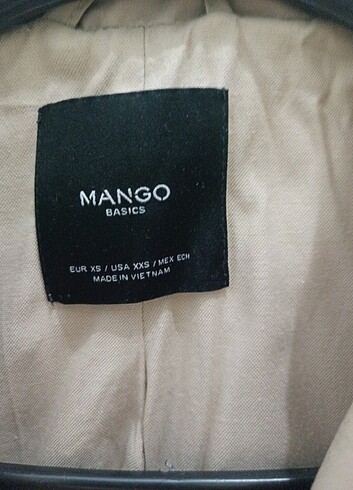 MANGO
BASICS
EUR XS / USA XXS / MEX ECH
MADE IN VIETNAM